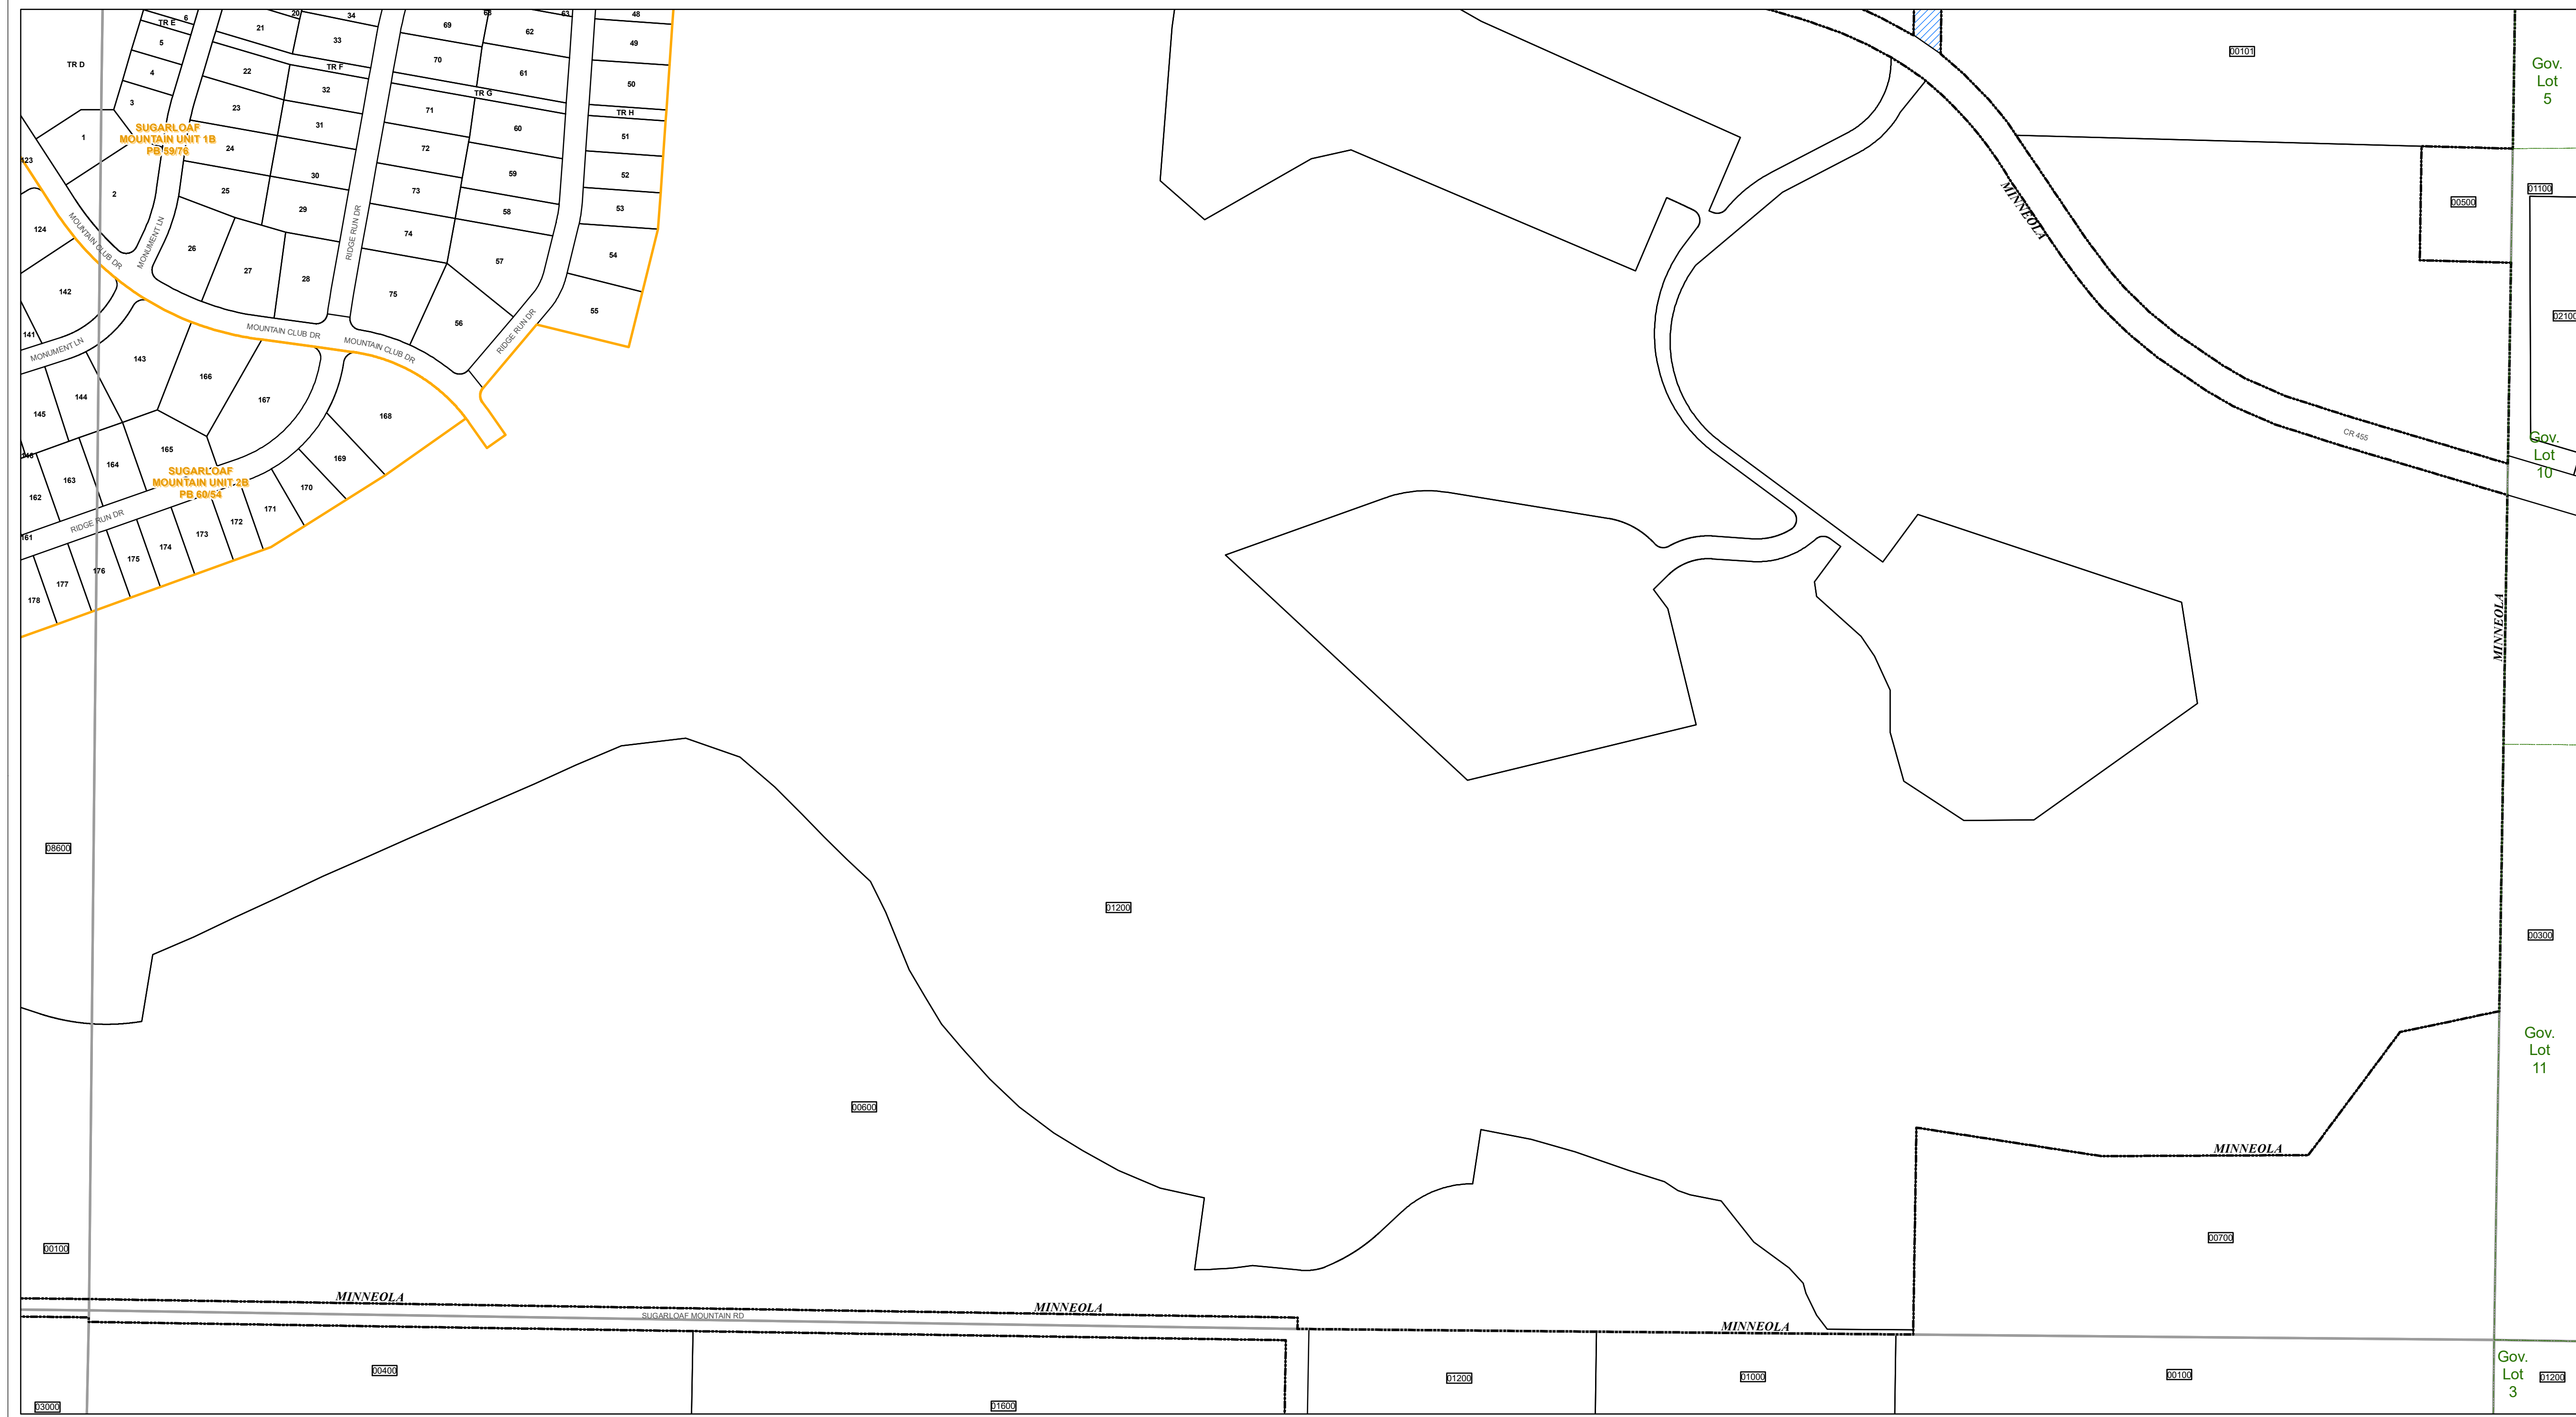 6
TR E
5
4
3
TR D
1
2
SUGARLOAF
MOUNTAIN UNIT 1B
PB 59/76
123
124
142
141
20
21
34
33
22
TR F
32
23
31
24
30
25
29
26
27
28
69
68
63
62
70
61
TR G
71
60
72
59
73
58
74
57
75
56
48
49
50
TR H
51
52
53
54
55
MOUNTAIN CLUB DR
MONUMENT LN
RIDGE RUN DR
MOUNTAIN CLUB DR
MOUNTAIN CLUB DR
RIDGE RUN DR
MONUMENT LN
143
166
167
168
144
145
146
165
164
163
162
161
169
170
171
172
173
174
175
176
177
178
SUGARLOAF
MOUNTAIN UNIT 2B
PB 60/54
RIDGE RUN DR
00101
Gov.
Lot
5
01100
00500
02100
MINNEOLA
CR 455
Gov.
Lot
10
MINNEOLA
08600
01200
00300
Gov.
Lot
11
00600
MINNEOLA
00700
00100
MINNEOLA
MINNEOLA
SUGARLOAF MOUNTAIN RD
MINNEOLA
00400
03000
01600
01200
01000
00100
Gov.
Lot
3
01200